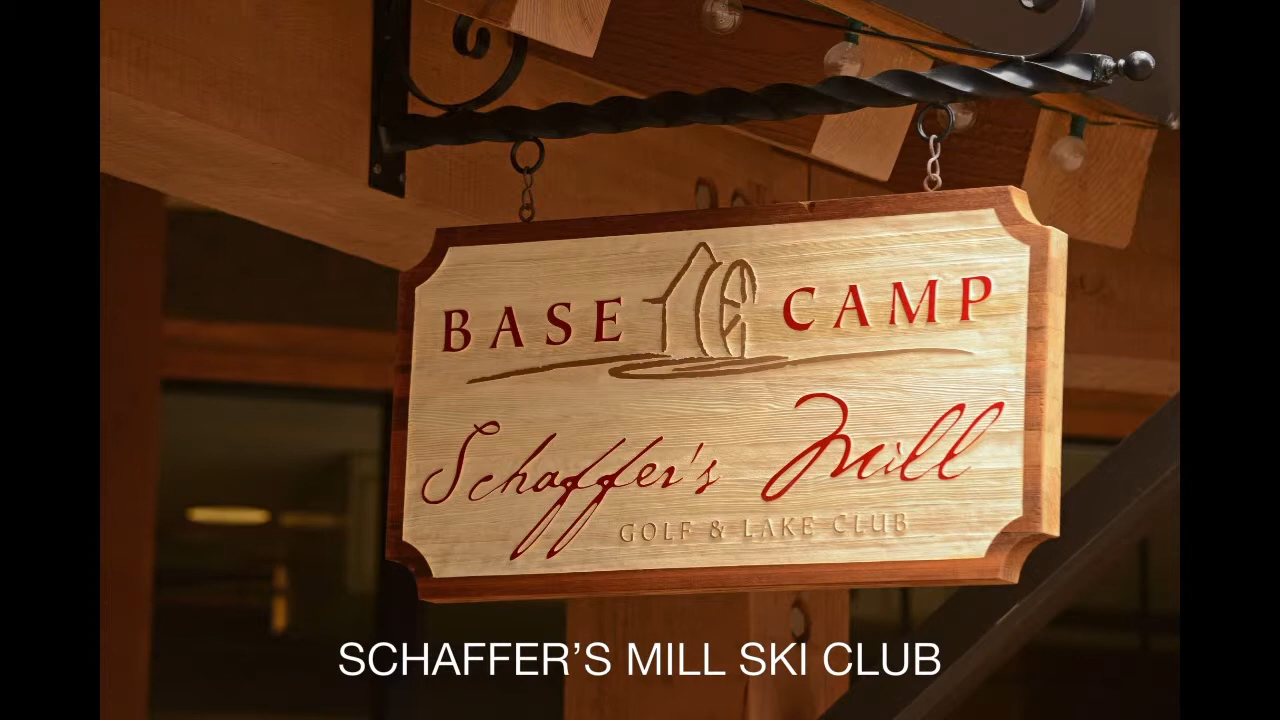 BASE CAMP
Schaffer's Mill
GOLF & LAKE CLUB
SCHAFFER’S MILL SKI CLUB